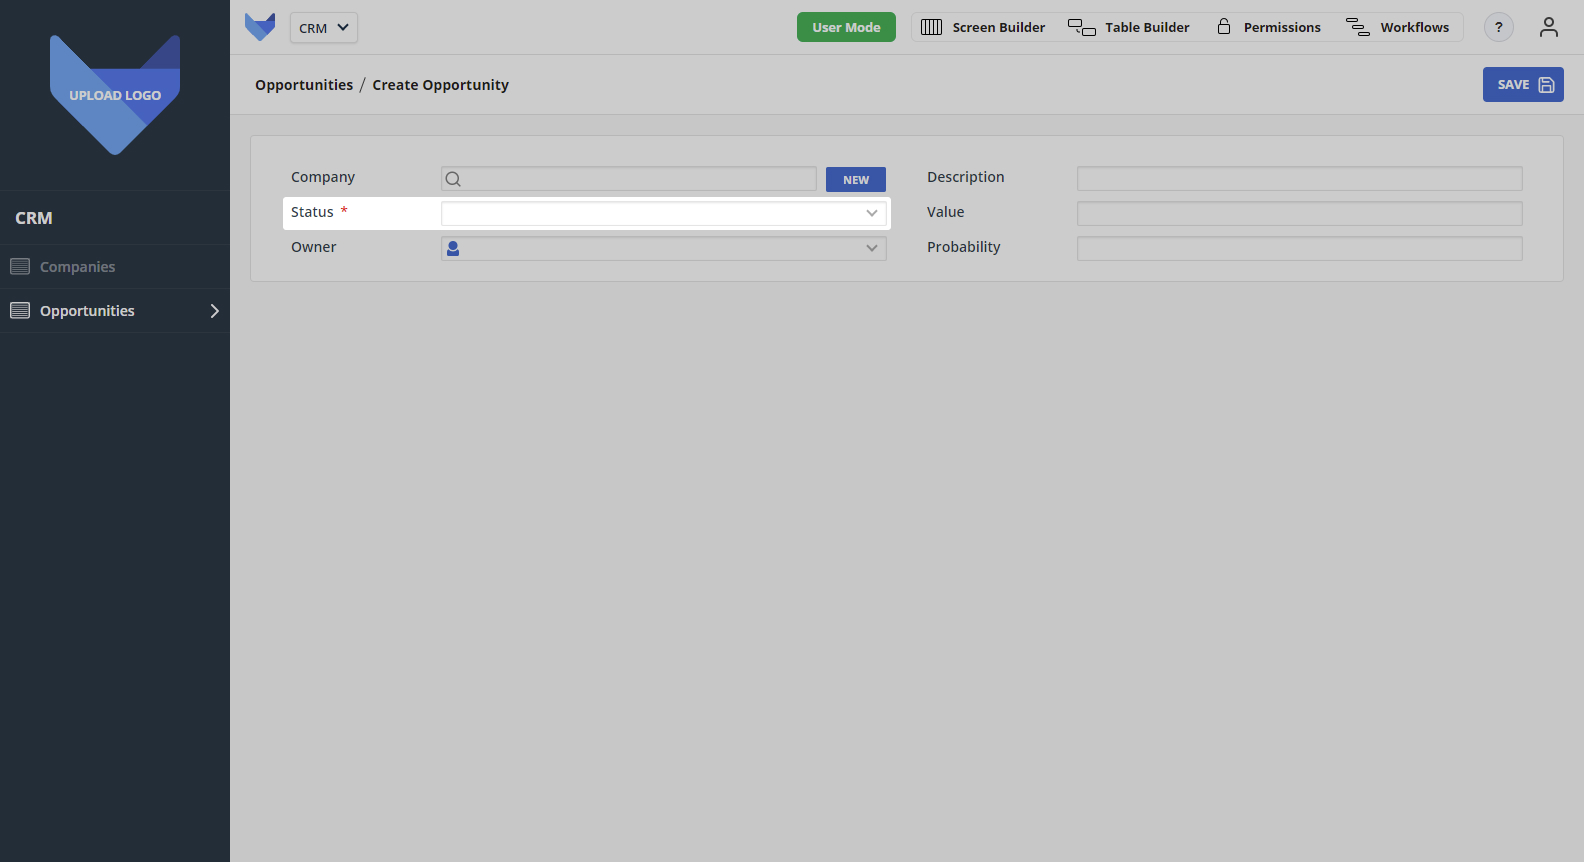 UPLOAD LOGO
CRM
Companies
Opportunities
CRM
User Mode
Screen Builder
Table Builder
Permissions
Workflows
?
Opportunities / Create Opportunity
SAVE
Company
NEW
Status *
Owner
Description
Value
Probability